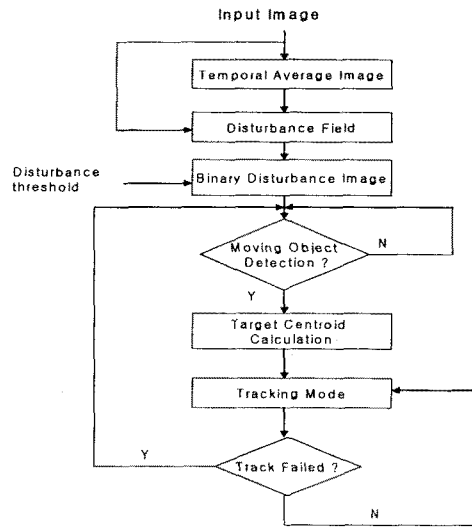 Input Image
Temporal Average Image
Disturbance Field
Disturbance
threshold
Binary Disturbance Image
Moving Object
Detection ?
N
Y
Target Centroid
Calculation
Tracking Mode
Y
Track Failed ?
N